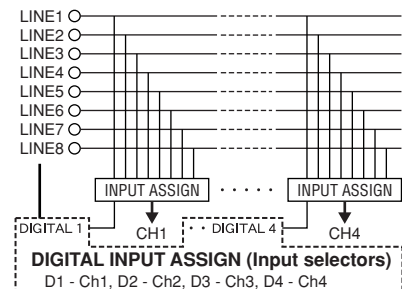 LINE1
LINE2
LINE3
LINE4
LINE5
LINE6
LINE7
LINE8
INPUT ASSIGN
INPUT ASSIGN
DIGITAL 1
CH1
DIGITAL 4
CH4
DIGITAL INPUT ASSIGN (Input selectors)
D1 - Ch1, D2 - Ch2, D3 - Ch3, D4 - Ch4